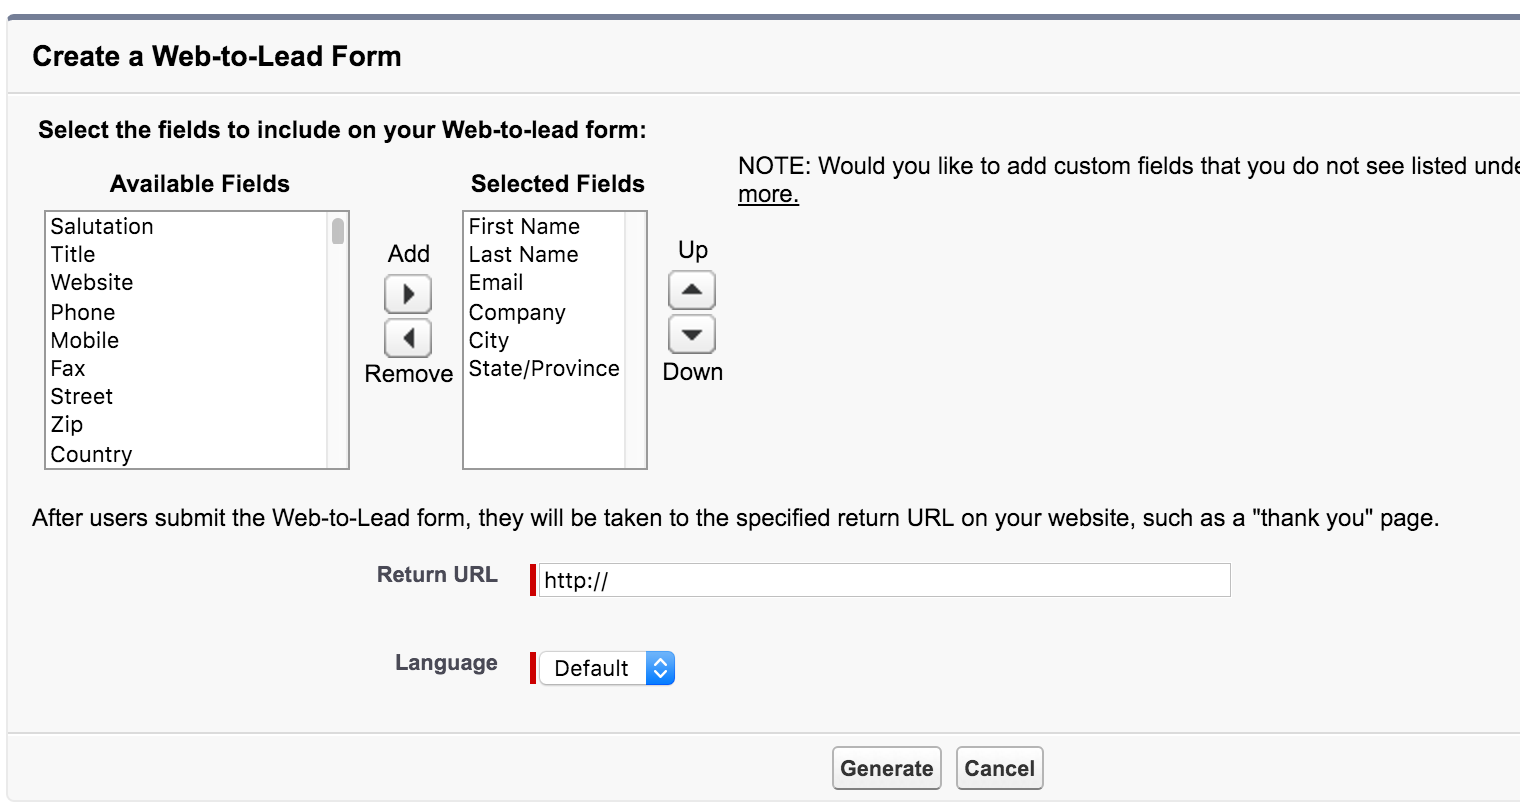 Create a Web-to-Lead Form
Select the fields to include on your Web-to-lead form:
NOTE: Would you like to add custom fields that you do not see listed
more.
Available Fields
Selected Fields
Salutation
Title
Website
Phone
Mobile
Fax
Street
Zip
Country
Add
Remove
First Name
Last Name
Email
Company
City
State/Province
Up
Down
After users submit the Web-to-Lead form, they will be taken to the specified return URL on your website, such as a "thank you" page.
Return URL
http://
Language
Default
Generate
Cancel